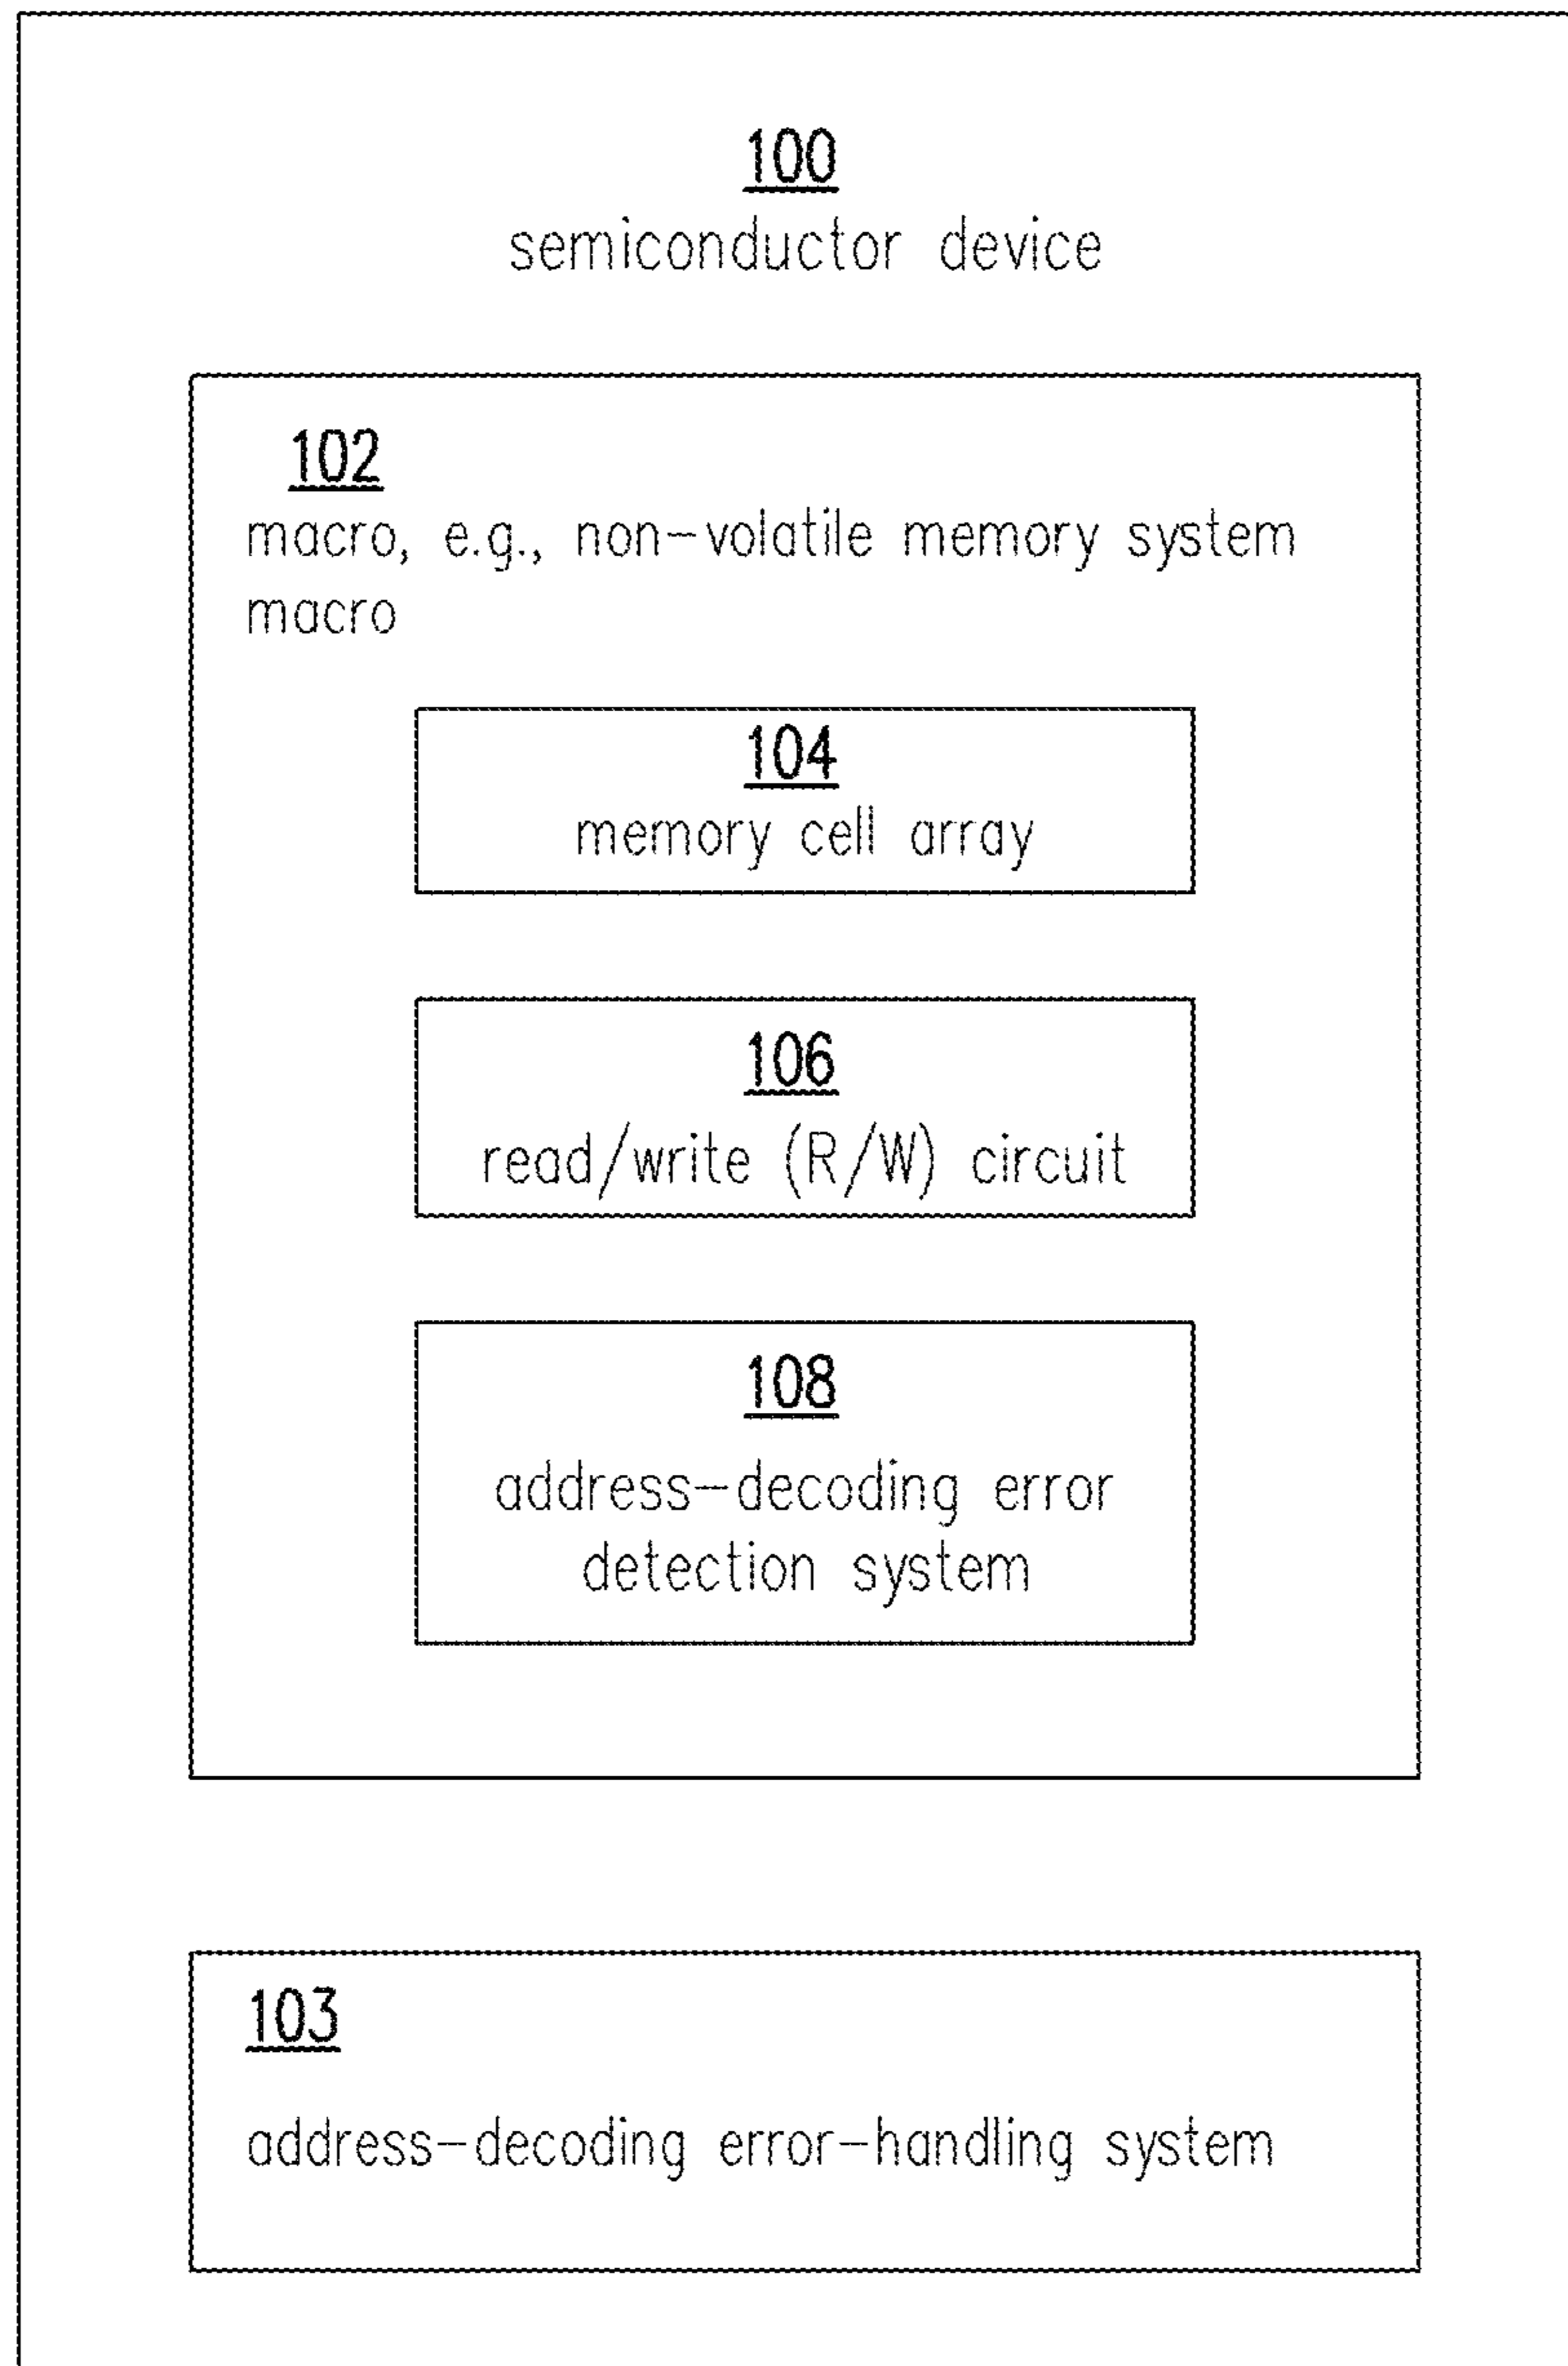 100
semiconductor device
102
macro, e.g., non-volatile memory system
macro
104
memory cell array
106
read/write (R/W) circuit
108
address-decoding error
detection system
103
address-decoding error-handling system